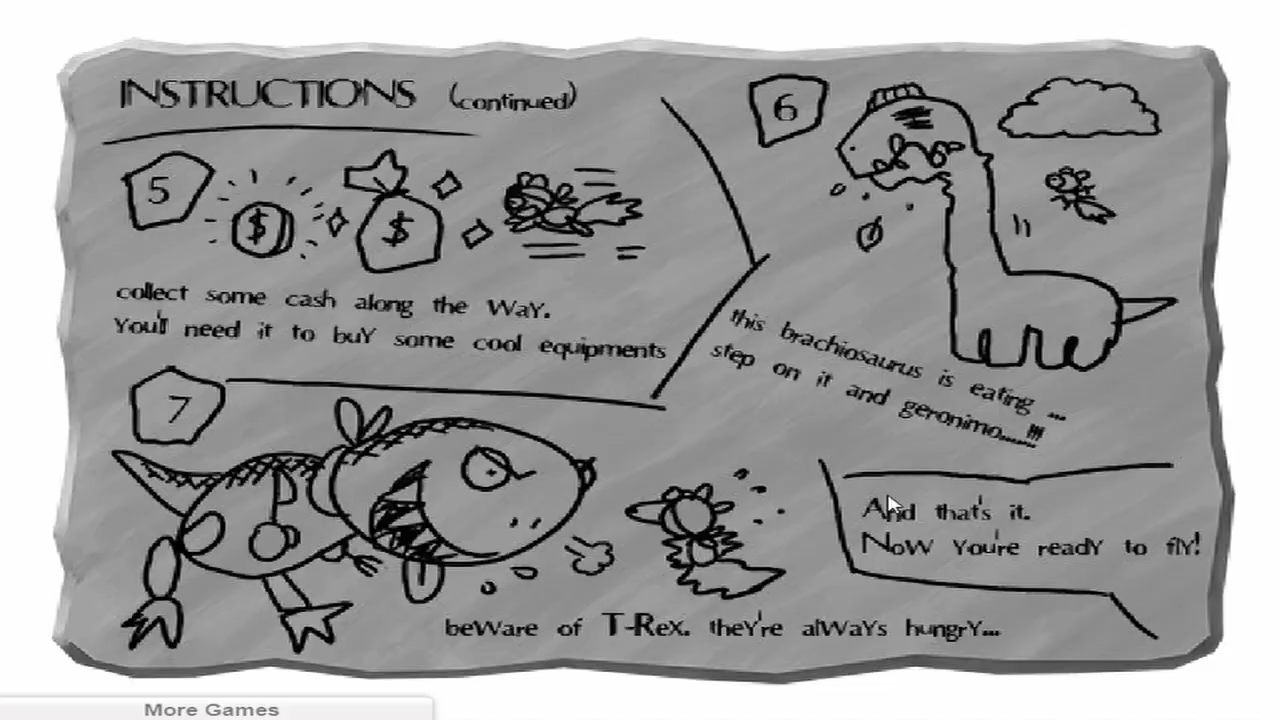 INSTRUCTIONS (continued)
5
$ $
collect some cash along the way.
You'll need it to buy some cool equipments
6
this brachiosaurus is eating ...
step on it and geronimo......!!!
7
beware of T-Rex. they're always hungry...
And that's it.
Now you're ready to fly!
More Games